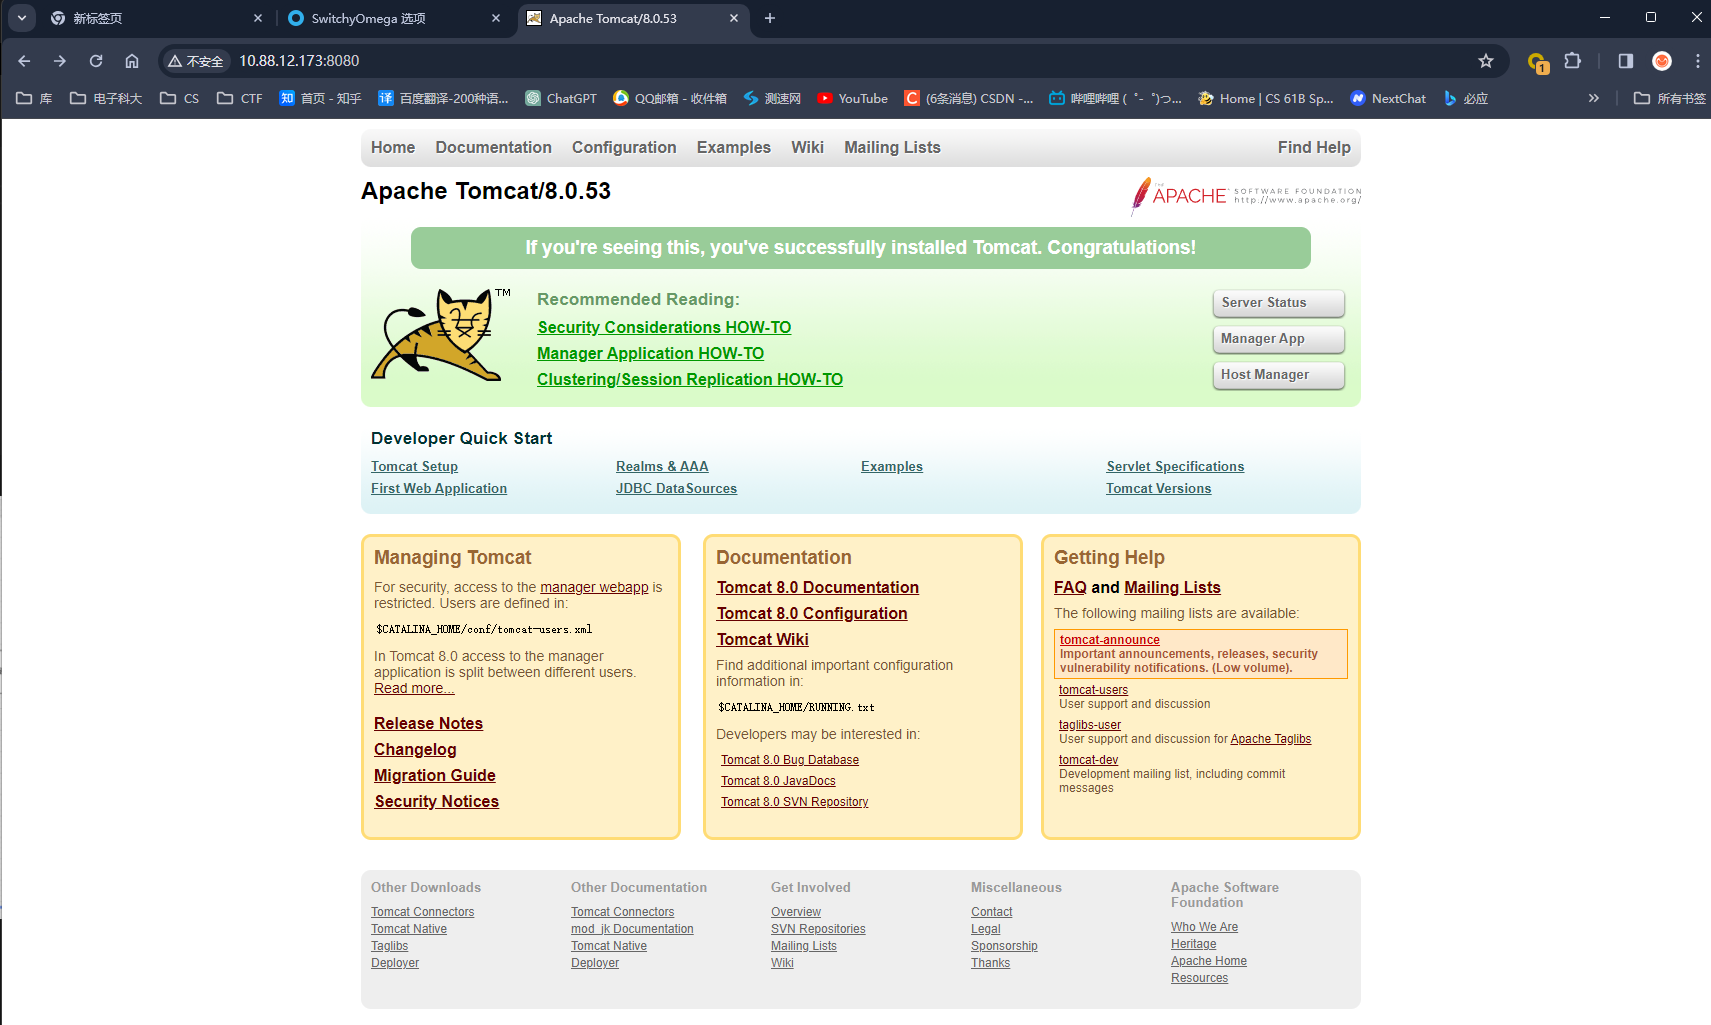 新标签页
SwitchyOmega 选项
Apache Tomcat/8.0.53
不安全
10.88.12.173:8080
1
库
电子科大
CS
CTF
知 首页 - 知乎
译 百度翻译-200种语...
ChatGPT
QQ邮箱 - 收件箱
测速网
YouTube
C (6条消息) CSDN -...
哔哩哔哩 (゜-゜)つ...
Home | CS 61B Sp...
NextChat
必应
»
所有书签
Home Documentation Configuration Examples Wiki Mailing Lists Find Help
Apache Tomcat/8.0.53
THE APACHE SOFTWARE FOUNDATION
http://www.apache.org/
If you're seeing this, you've successfully installed Tomcat. Congratulations!
TM
Recommended Reading:
Security Considerations HOW-TO
Manager Application HOW-TO
Clustering/Session Replication HOW-TO
Server Status
Manager App
Host Manager
Developer Quick Start
Tomcat Setup
First Web Application
Realms & AAA
JDBC DataSources
Examples
Servlet Specifications
Tomcat Versions
Managing Tomcat
For security, access to the manager webapp is
restricted. Users are defined in:
$CATALINA_HOME/conf/tomcat-users.xml
In Tomcat 8.0 access to the manager
application is split between different users.
Read more...
Release Notes
Changelog
Migration Guide
Security Notices
Documentation
Tomcat 8.0 Documentation
Tomcat 8.0 Configuration
Tomcat Wiki
Find additional important configuration
information in:
$CATALINA_HOME/RUNNING.txt
Developers may be interested in:
Tomcat 8.0 Bug Database
Tomcat 8.0 JavaDocs
Tomcat 8.0 SVN Repository
Getting Help
FAQ and Mailing Lists
The following mailing lists are available:
tomcat-announce
Important announcements, releases, security
vulnerability notifications. (Low volume).
tomcat-users
User support and discussion
taglibs-user
User support and discussion for Apache Taglibs
tomcat-dev
Development mailing list, including commit
messages
Other Downloads
Tomcat Connectors
Tomcat Native
Taglibs
Deployer
Other Documentation
Tomcat Connectors
mod_jk Documentation
Tomcat Native
Deployer
Get Involved
Overview
SVN Repositories
Mailing Lists
Wiki
Miscellaneous
Contact
Legal
Sponsorship
Thanks
Apache Software
Foundation
Who We Are
Heritage
Apache Home
Resources